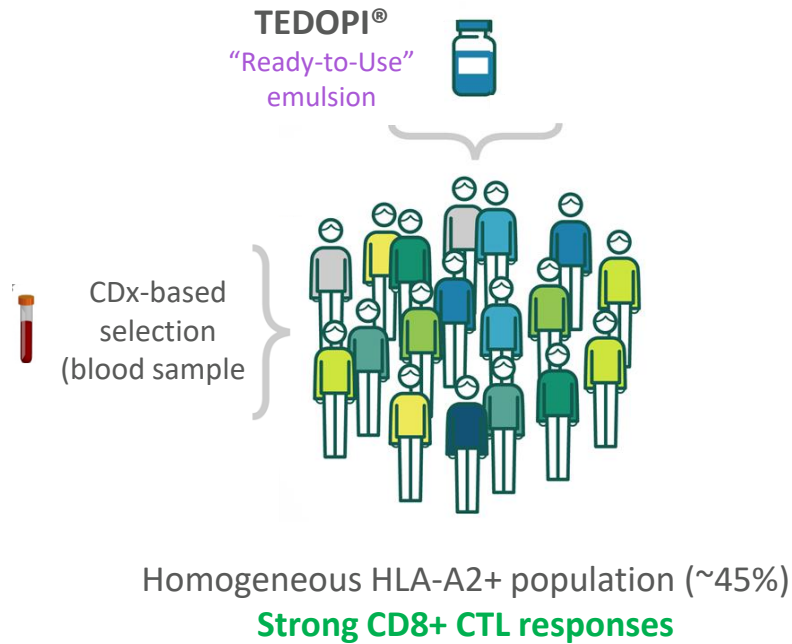 TEDOPI®
“Ready-to-Use”
emulsion
CDx-based
selection
(blood sample
Homogeneous HLA-A2+ population (~45%)
Strong CD8+ CTL responses